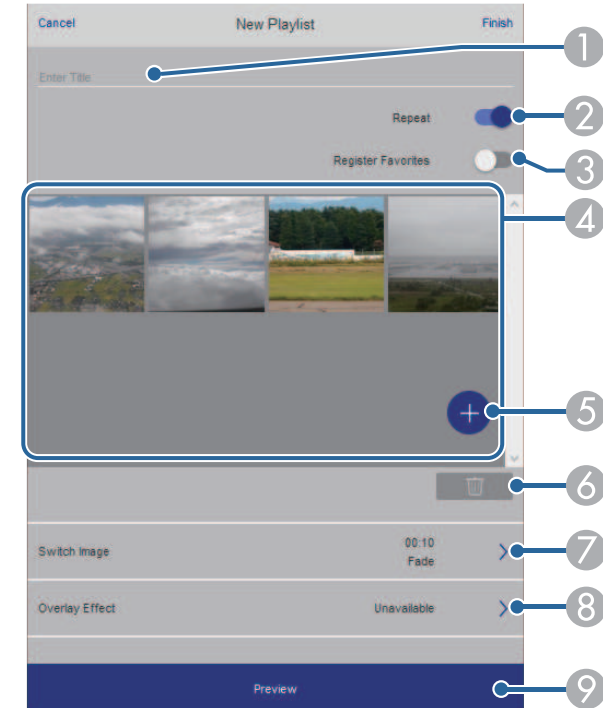 Cancel New Playlist Finish
1
Enter Title
Repeat
2
Register Favorites
3
4
+
5
6
Switch Image 00:10
Fade
7
Overlay Effect Unavailable
8
Preview
9